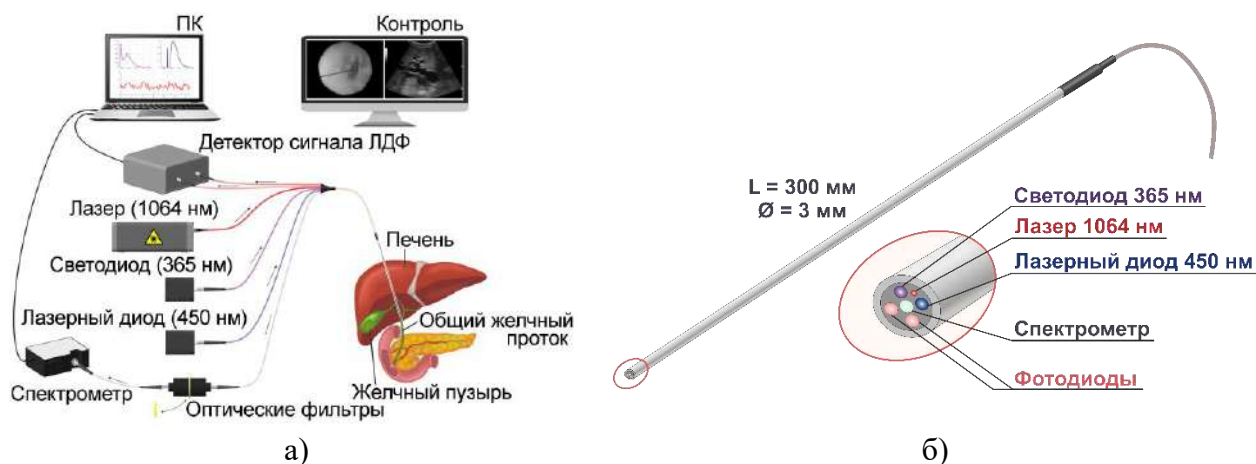 ПК
Контроль
Детектор сигнала ЛДФ
Лазер (1064 нм)
Светодиод (365 нм)
Лазерный диод (450 нм)
Спектрометр
Оптические фильтры
Печень
Общий желчный
проток
Желчный пузырь
а)
L = 300 мм
Ø = 3 мм
Светодиод 365 нм
Лазер 1064 нм
Лазерный диод 450 нм
Спектрометр
Фотодиоды
б)